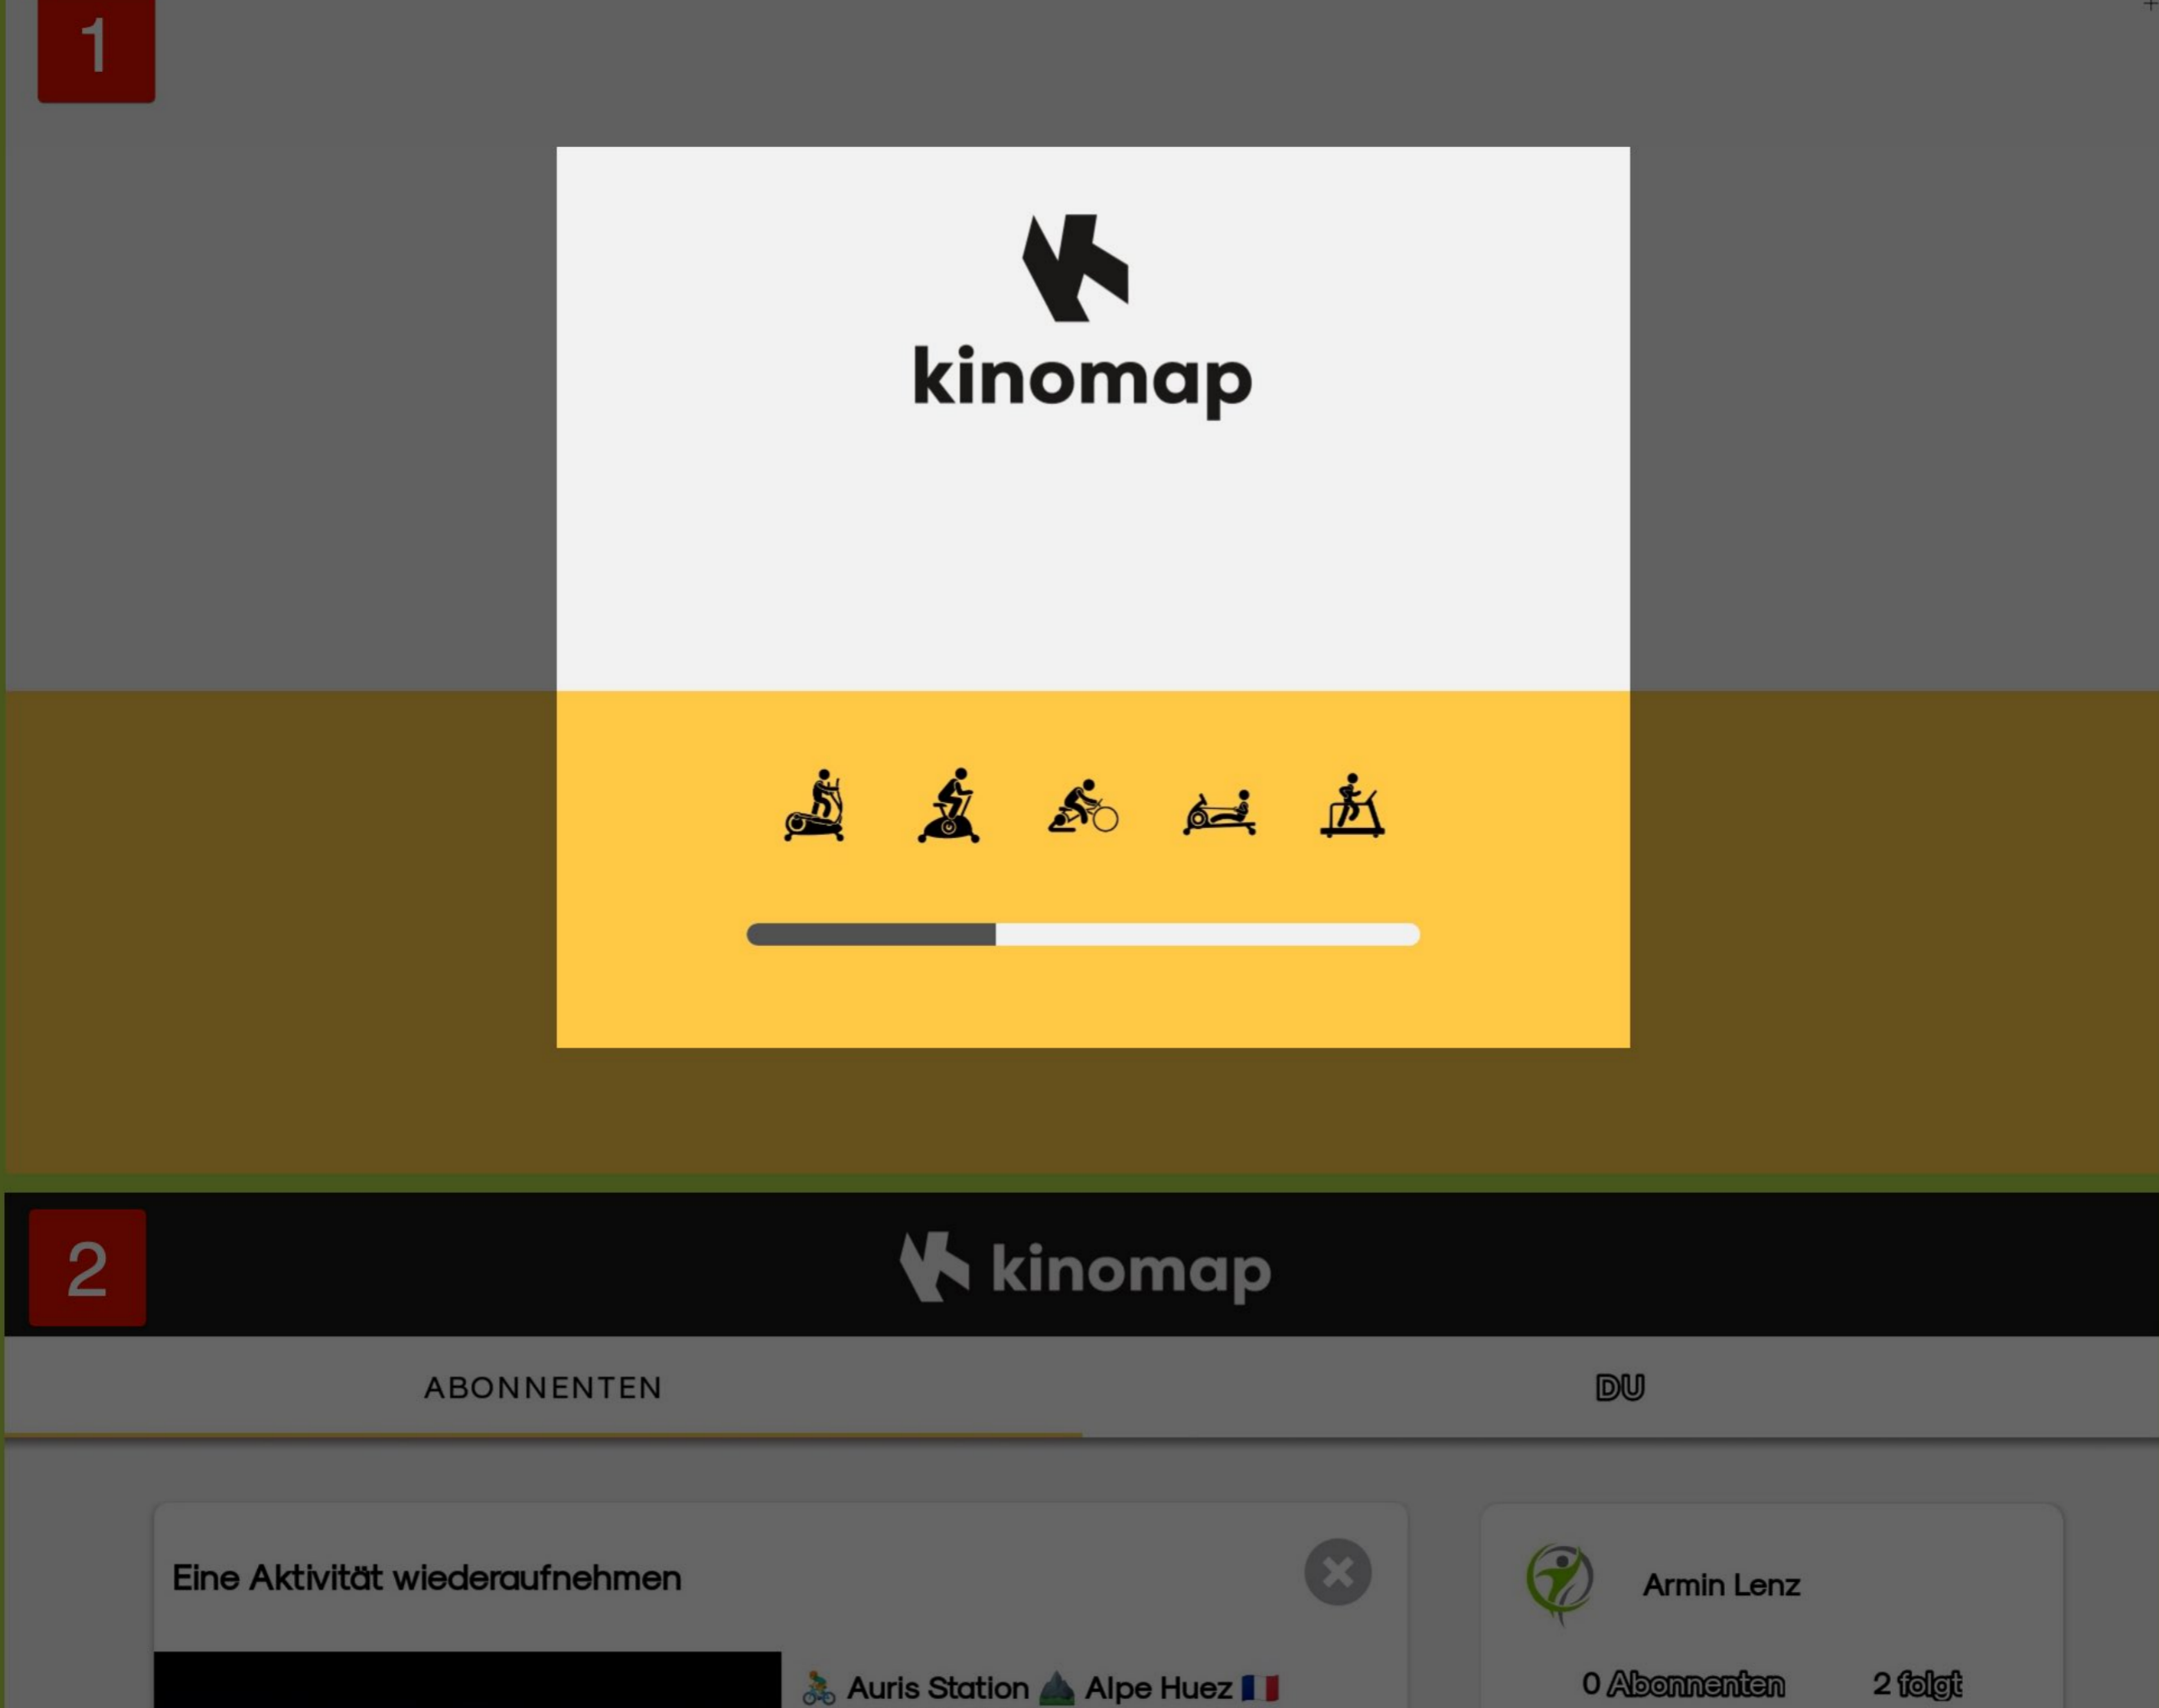 1
kinomap
2
kinomap
ABONNENTEN
DU
Eine Aktivität wiederaufnehmen
Armin Lenz
🚴 Auris Station ⛰️ Alpe Huez 🇫🇷
0 Abonnenten
2 folgt